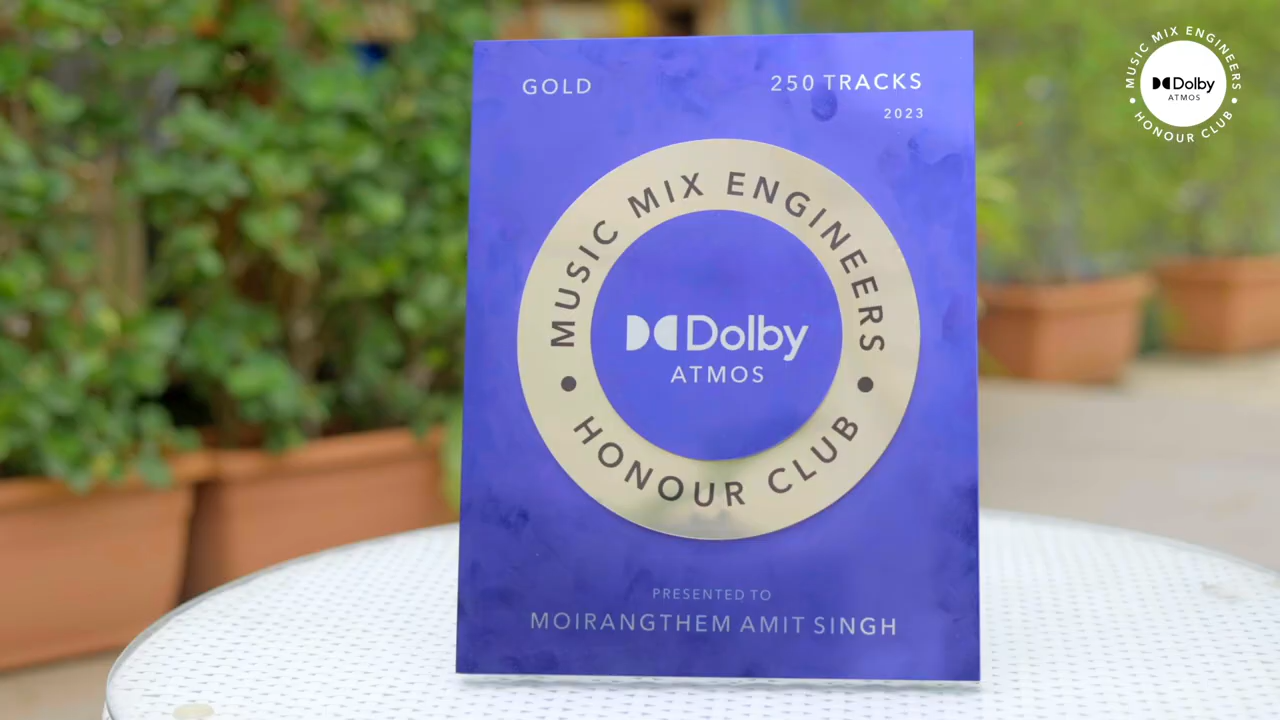 GOLD
250 TRACKS
2023
MUSIC MIX ENGINEERS
Dolby
ATMOS
• HONOUR CLUB •
PRESENTED TO
MOIRANGTHEM AMIT SINGH
MUSIC MIX ENGINEERS
Dolby
ATMOS
• HONOUR CLUB •